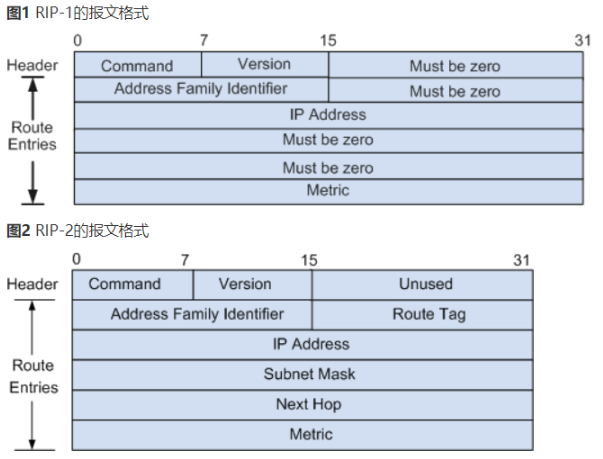 图1 RIP-1的报文格式
0 7 15 31
Header Command Version Must be zero
Address Family Identifier Must be zero
IP Address
Route Entries Must be zero
Must be zero
Metric
图2 RIP-2的报文格式
0 7 15 31
Header Command Version Unused
Address Family Identifier Route Tag
IP Address
Route Entries Subnet Mask
Next Hop
Metric